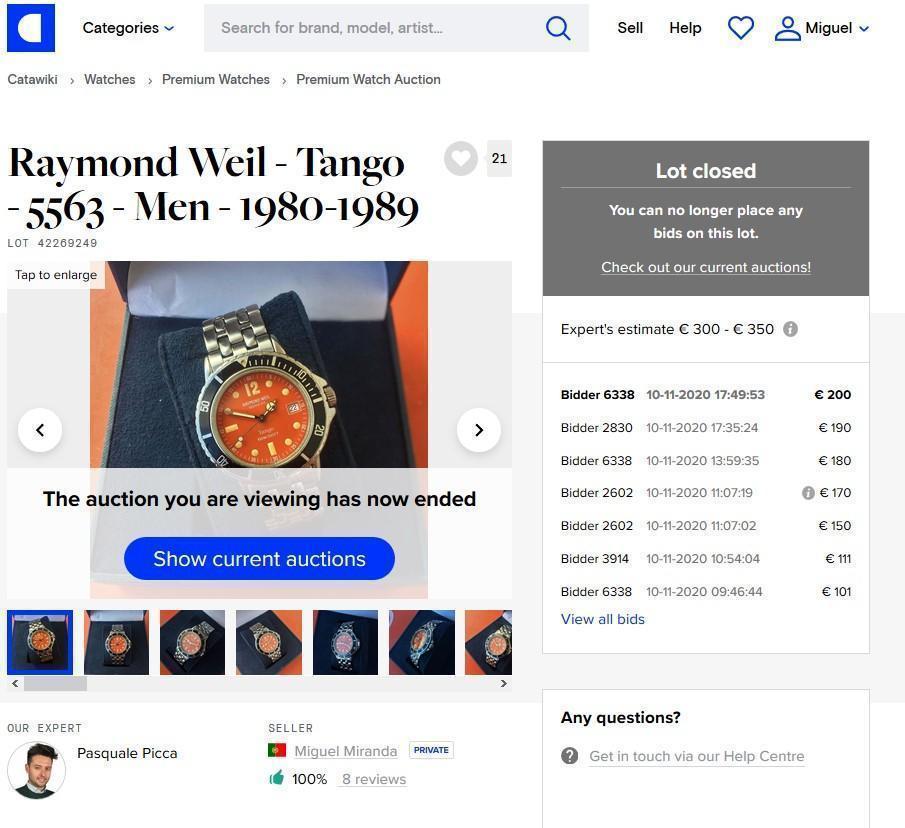 Categories
Search for brand, model, artist...
Sell
Help
Miguel
Catawiki › Watches › Premium Watches › Premium Watch Auction
Raymond Weil - Tango
- 5563 - Men - 1980-1989
21
LOT 42269249
Tap to enlarge
12
10
50
20
RAYMOND WEIL
Tango
The auction you are viewing has now ended
Show current auctions
OUR EXPERT
Pasquale Picca
SELLER
Miguel Miranda PRIVATE
100% 8 reviews
Lot closed
You can no longer place any
bids on this lot.
Check out our current auctions!
Expert's estimate € 300 - € 350
Bidder 6338 10-11-2020 17:49:53 € 200
Bidder 2830 10-11-2020 17:35:24 € 190
Bidder 6338 10-11-2020 13:59:35 € 180
Bidder 2602 10-11-2020 11:07:19 € 170
Bidder 2602 10-11-2020 11:07:02 € 150
Bidder 3914 10-11-2020 10:54:04 € 111
Bidder 6338 10-11-2020 09:46:44 € 101
View all bids
Any questions?
Get in touch via our Help Centre